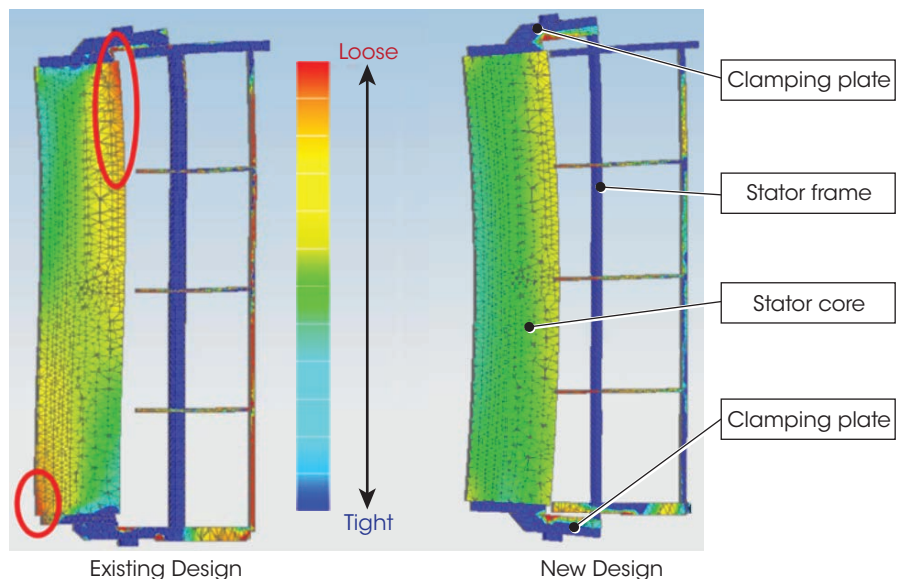 Loose
Tight
Clamping plate
Stator frame
Stator core
Clamping plate
Existing Design
New Design